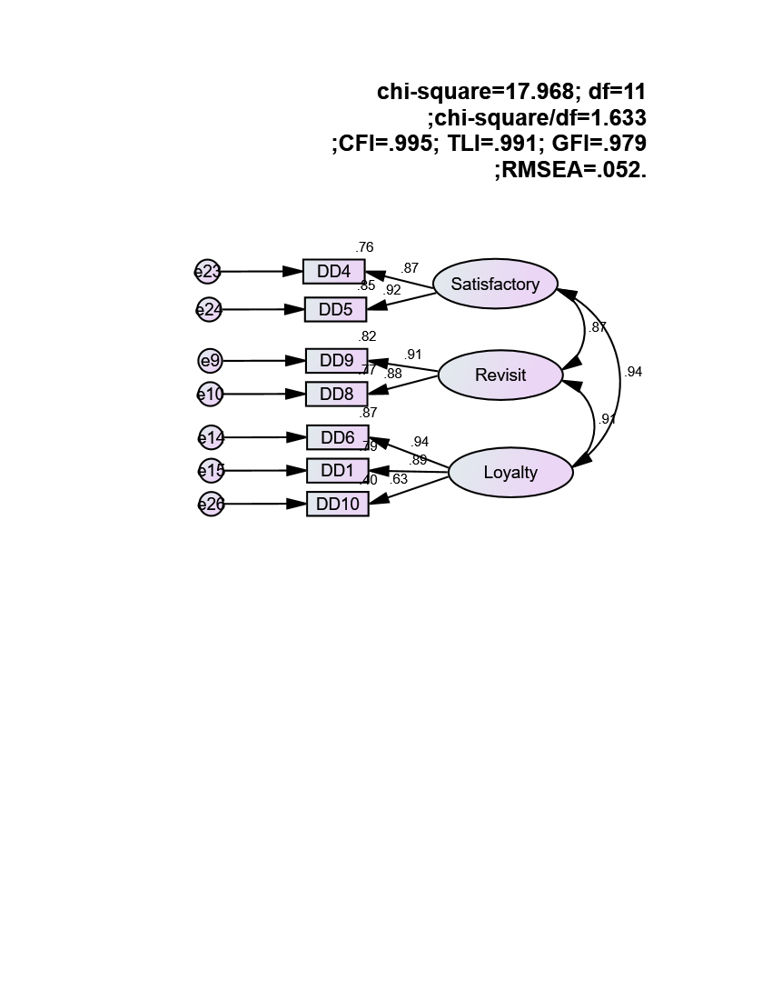 chi-square=17.968; df=11
;chi-square/df=1.633
;CFI=.995; TLI=.991; GFI=.979
;RMSEA=.052.
.76
e23 DD4 .87 Satisfactory
.85 .92
e24 DD5
.87
.82
e9 DD9 .91 Revisit .94
.77 .88
e10 DD8
.87 .91
e14 DD6 .94
.79 .89
e15 DD1 Loyalty
.40 .63
e26 DD10